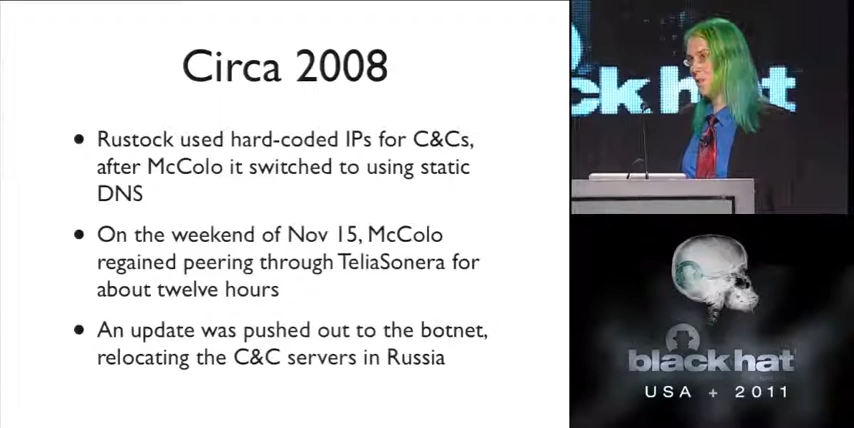 Circa 2008
• Rustock used hard-coded IPs for C&Cs,
after McColo it switched to using static
DNS
• On the weekend of Nov 15, McColo
regained peering through TeliaSonera for
about twelve hours
• An update was pushed out to the botnet,
relocating the C&C servers in Russia
ck hat
black hat
USA + 2011